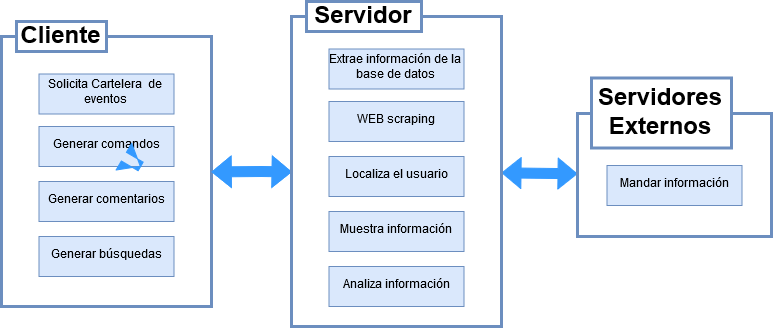 Cliente
Solicita Cartelera de
eventos
Generar comandos
Generar comentarios
Generar búsquedas
Servidor
Extrae información de la
base de datos
WEB scraping
Localiza el usuario
Muestra información
Analiza información
Servidores
Externos
Mandar información